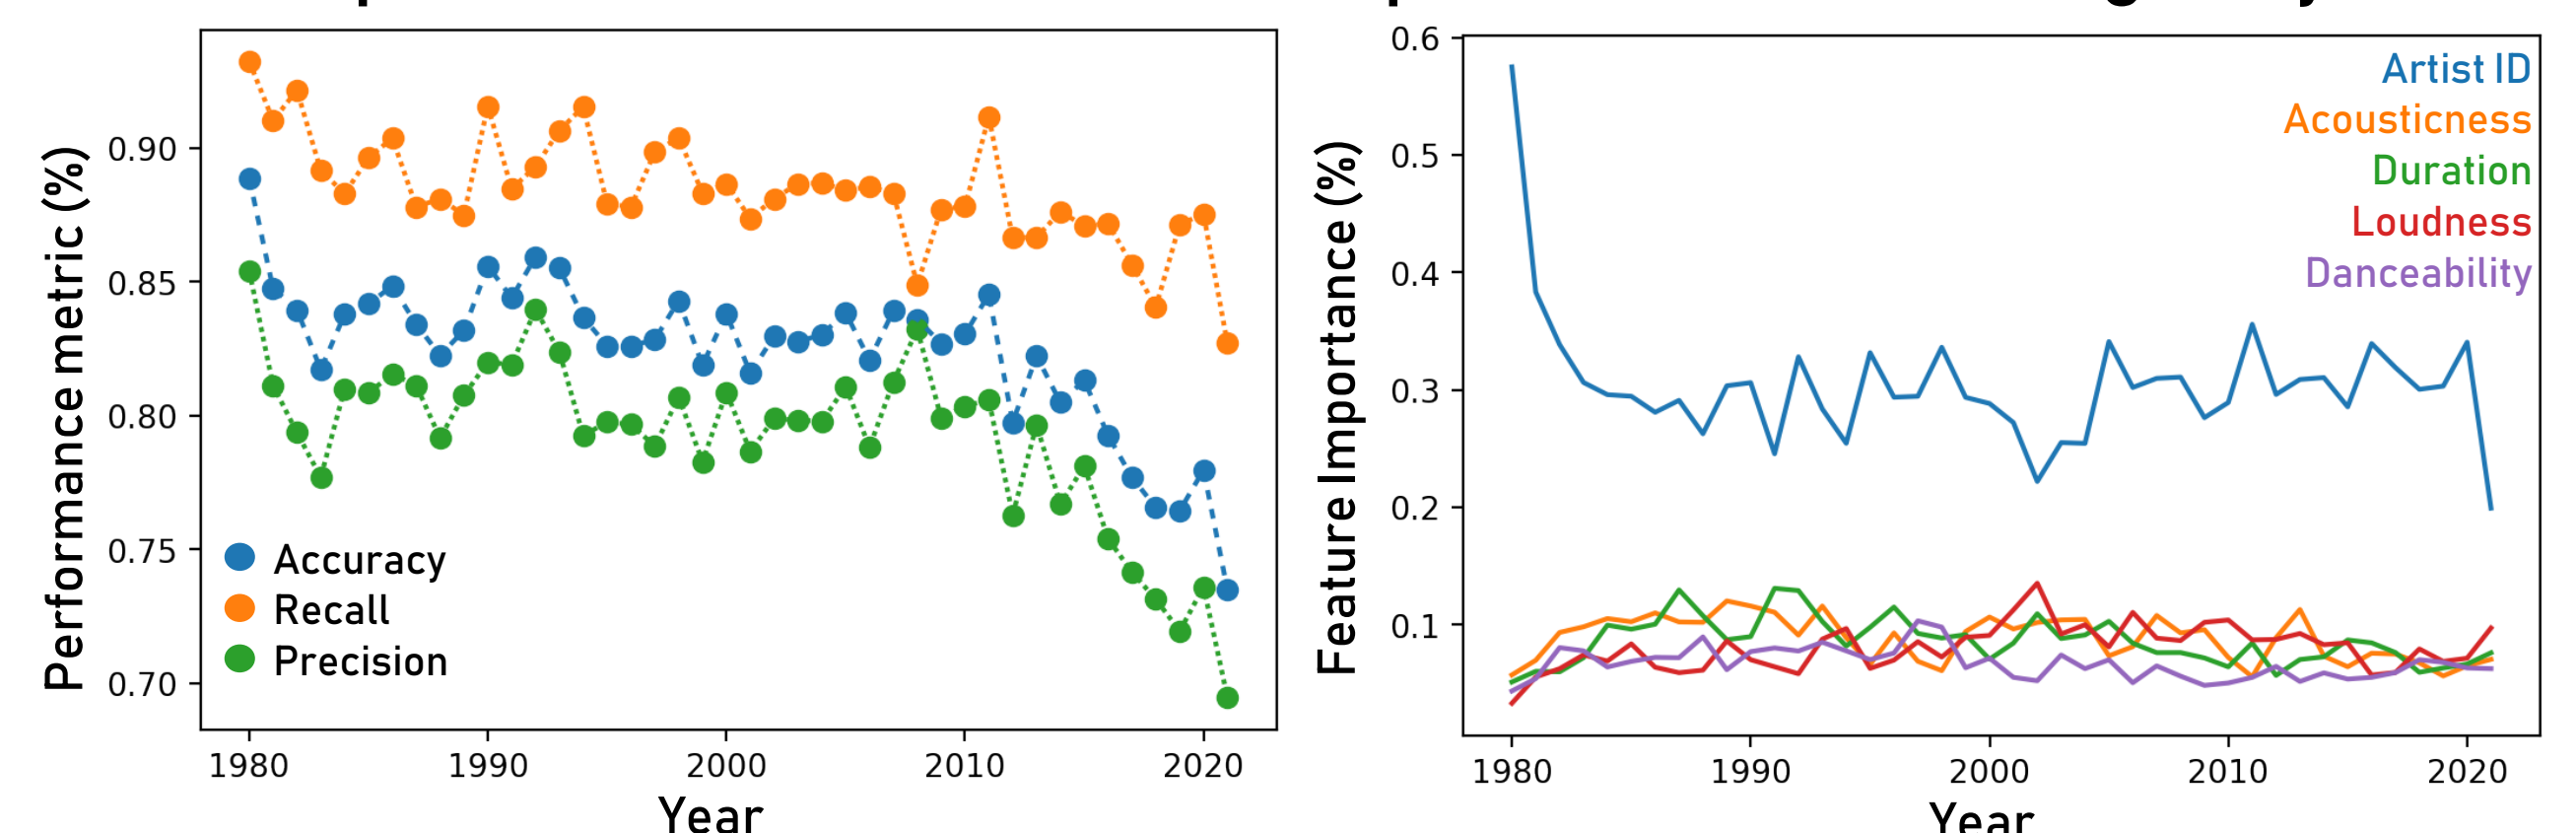 Performance metric (%)
0.90
0.85
0.80
0.75
0.70
Accuracy
Recall
Precision
1980 1990 2000 2010 2020
Year
Feature Importance (%)
0.6
0.5
0.4
0.3
0.2
0.1
Artist ID
Acousticness
Duration
Loudness
Danceability
1980 1990 2000 2010 2020
Year